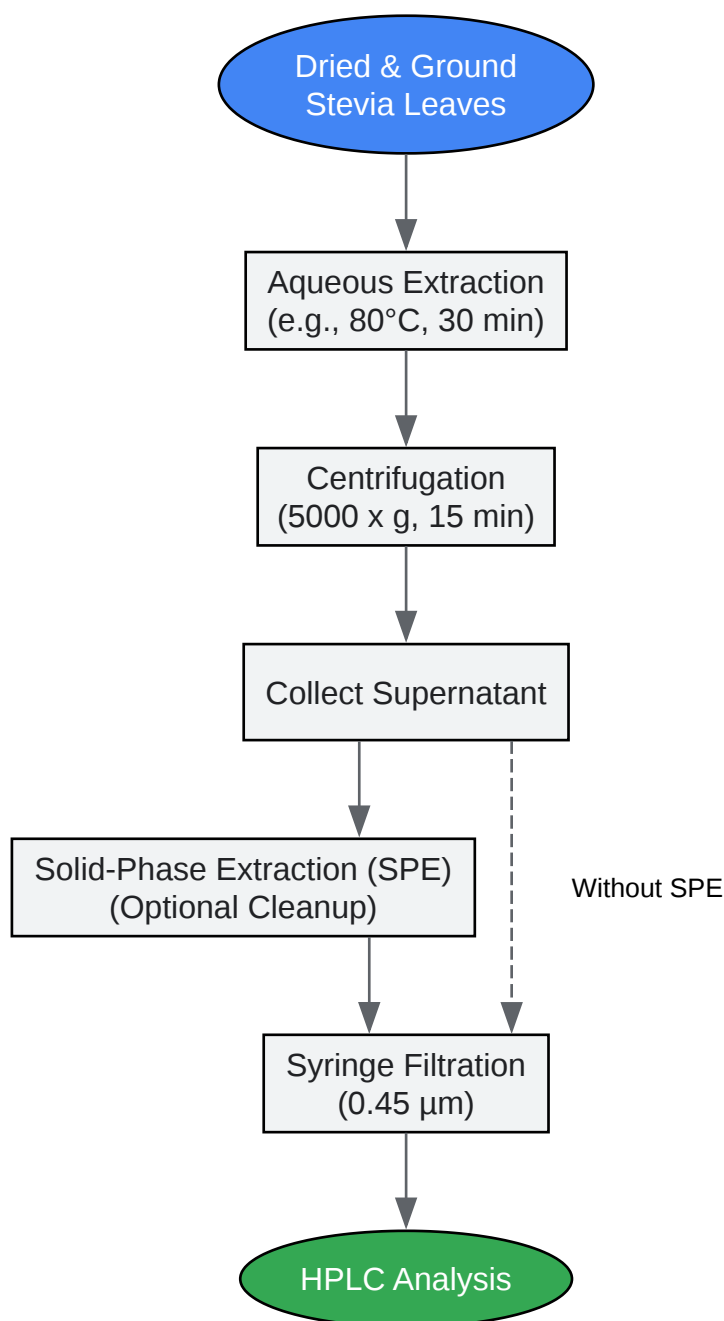 Dried & Ground
Stevia Leaves
Aqueous Extraction
(e.g., 80°C, 30 min)
Centrifugation
(5000 x g, 15 min)
Collect Supernatant
Solid-Phase Extraction (SPE)
(Optional Cleanup)
Without SPE
Syringe Filtration
(0.45 µm)
HPLC Analysis